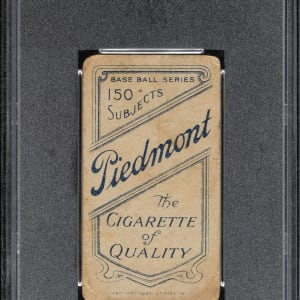 BASE BALL SERIES
150 SUBJECTS
Piedmont
The
CIGARETTE
of
QUALITY